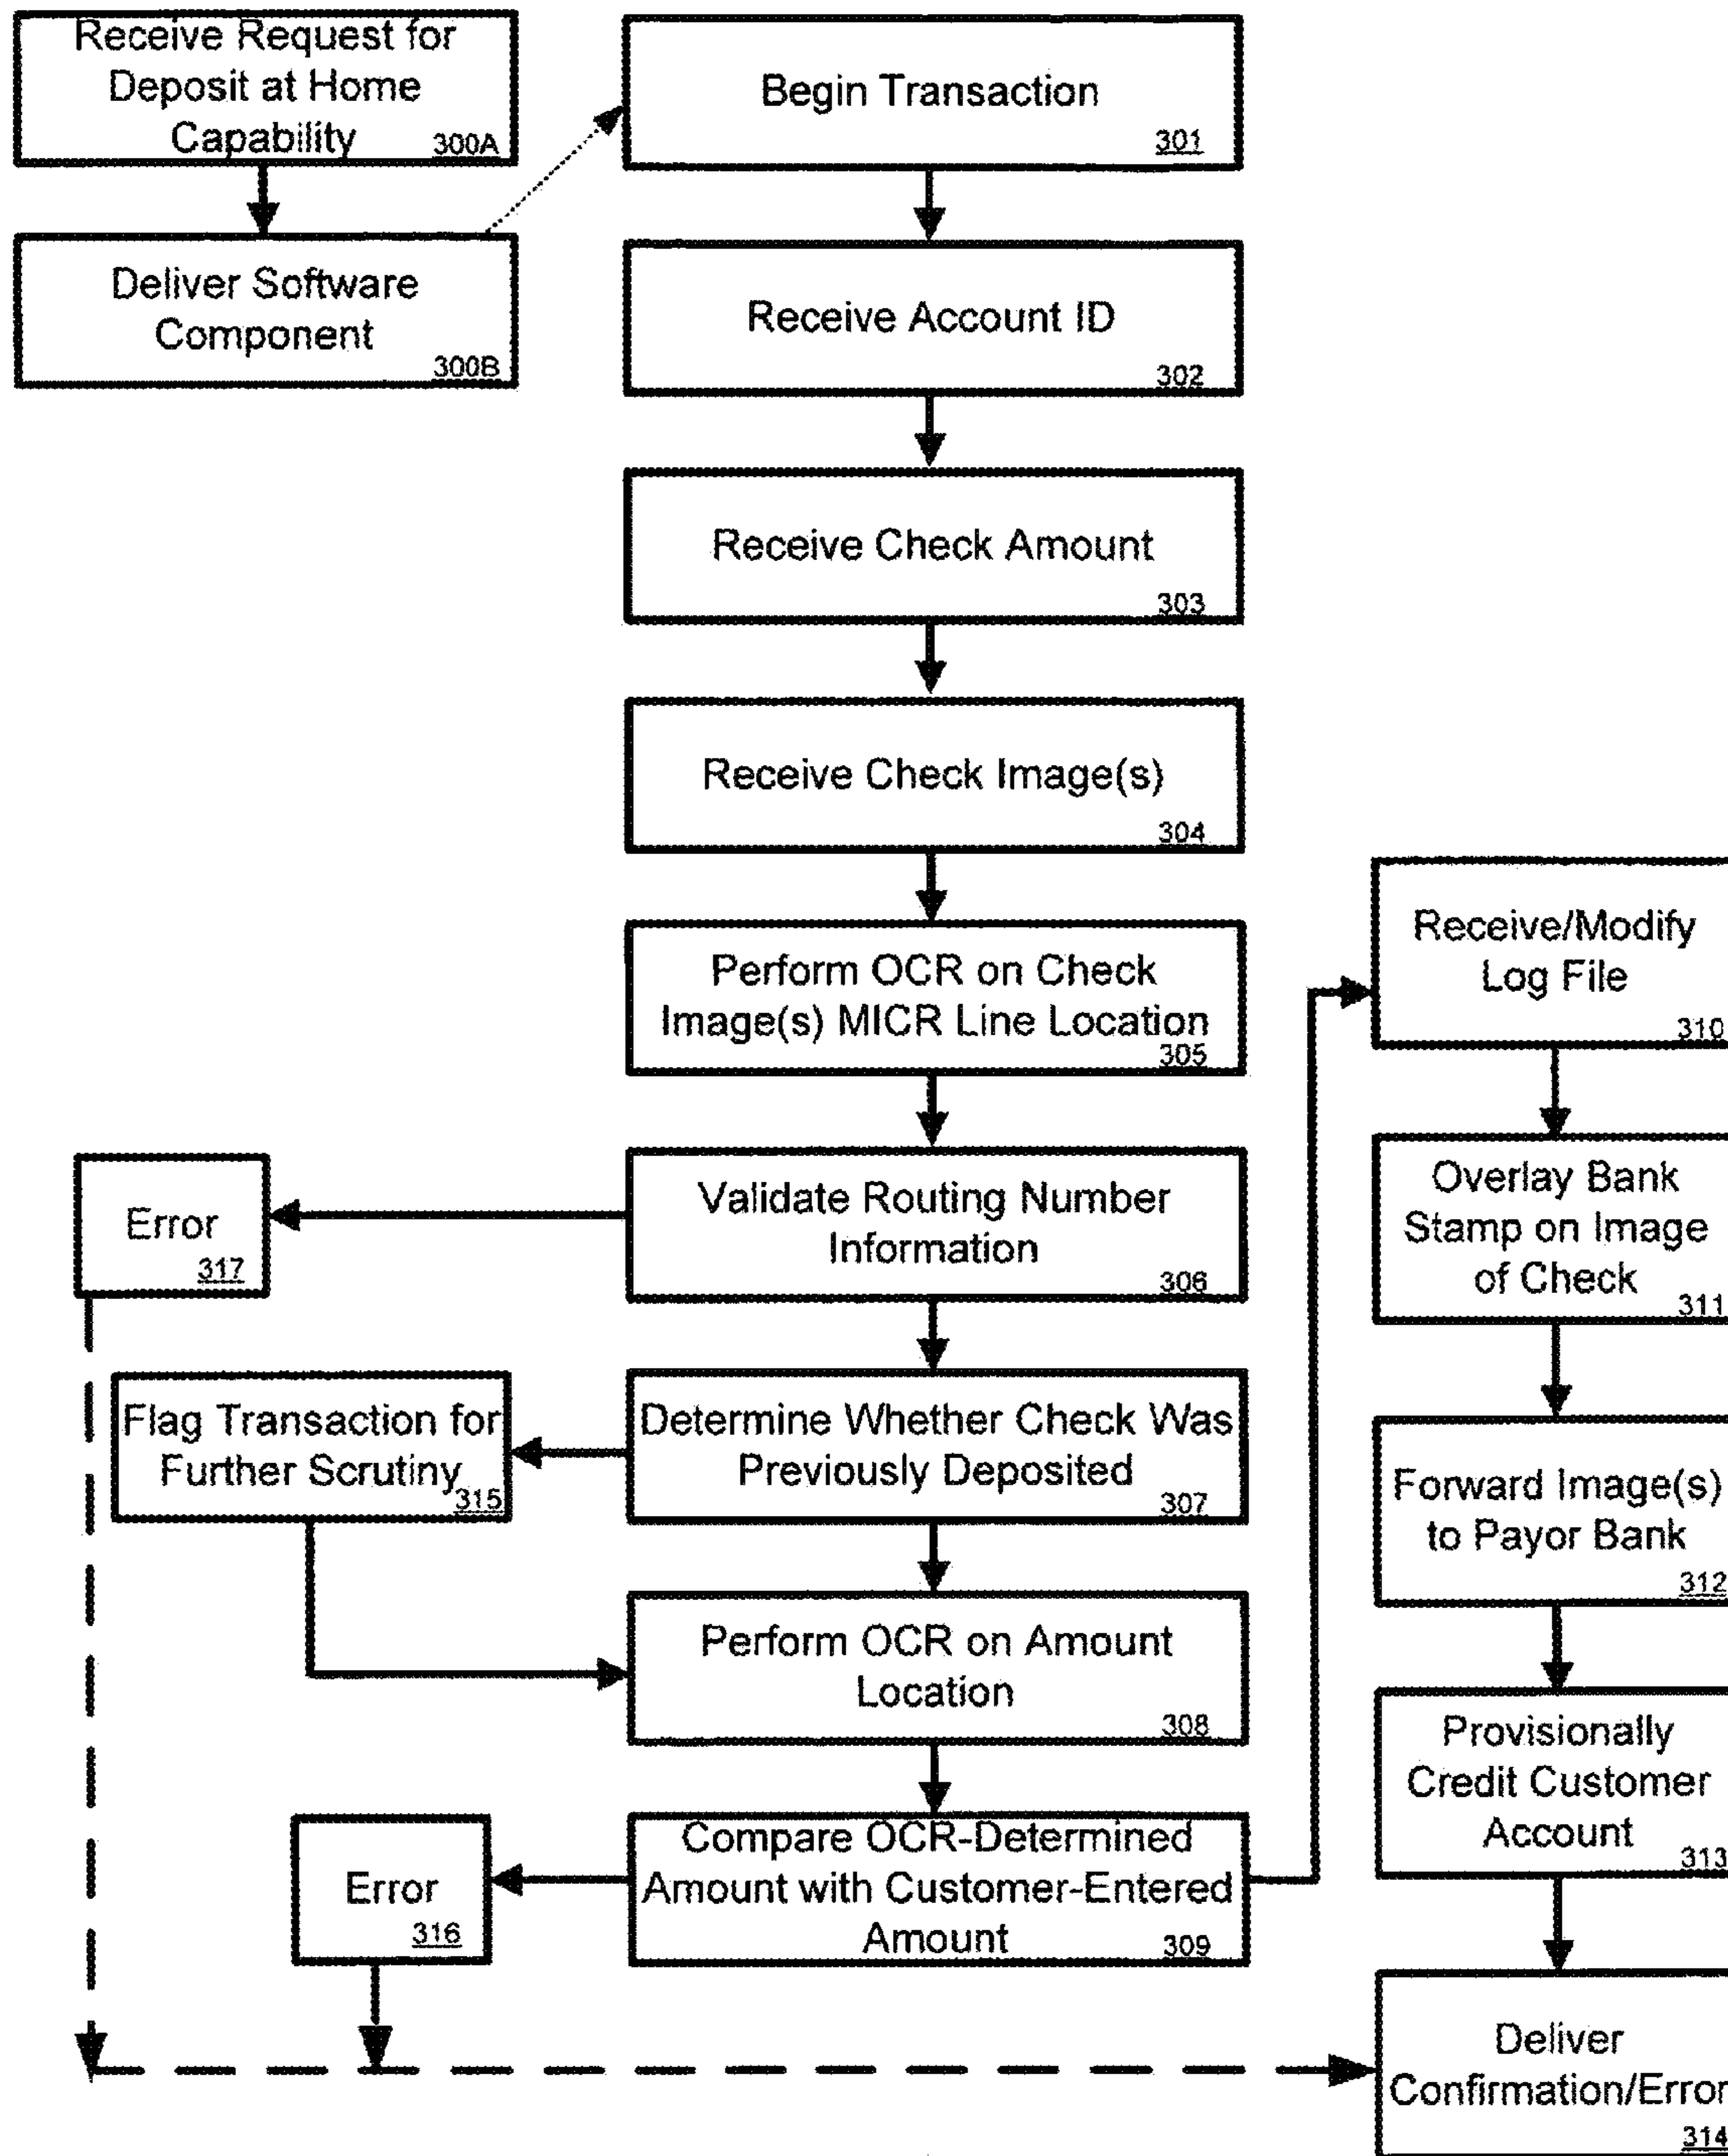 Receive Request for
Deposit at Home
Capability
300A
Deliver Software
Component
300B
Begin Transaction
301
Receive Account ID
302
Receive Check Amount
303
Receive Check Image(s)
304
Perform OCR on Check
Image(s) MICR Line Location
305
Validate Routing Number
Information
306
Error
317
Determine Whether Check Was
Previously Deposited
307
Flag Transaction for
Further Scrutiny
315
Perform OCR on Amount
Location
308
Compare OCR-Determined
Amount with Customer-Entered
Amount
309
Error
316
Receive/Modify
Log File
310
Overlay Bank
Stamp on Image
of Check
311
Forward Image(s)
to Payor Bank
312
Provisionally
Credit Customer
Account
313
Deliver
Confirmation/Error
314